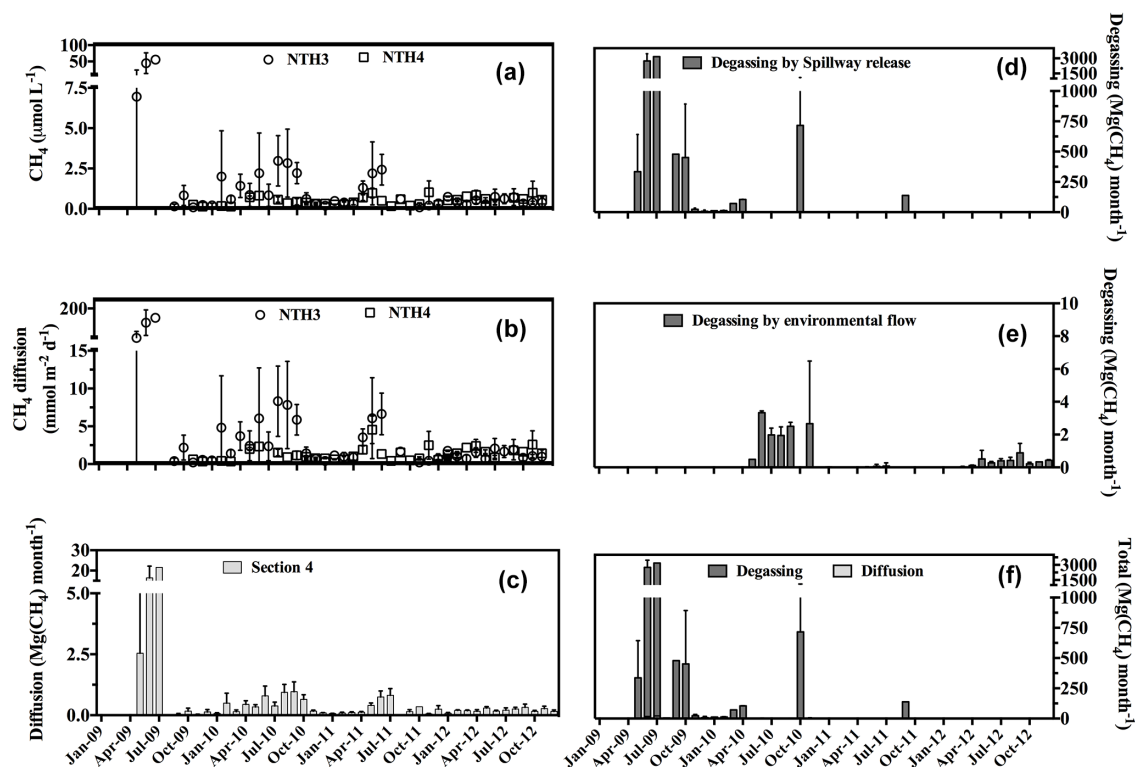 100
50
7.5
5.0
2.5
0.0
CH4 (μmol L-1)
NTH3
NTH4
(a)
200
15
10
5
0
CH4 diffusion
(mmol m-2 d-1)
NTH3
NTH4
(b)
30
20
5.0
2.5
0.0
Diffusion (Mg(CH4) month-1)
Section 4
(c)
Jan-09
Apr-09
Jul-09
Oct-09
Jan-10
Apr-10
Jul-10
Oct-10
Jan-11
Apr-11
Jul-11
Oct-11
Jan-12
Apr-12
Jul-12
Oct-12
Degassing by Spillway release
(d)
3000
1500
1000
750
500
250
0
Degassing (Mg(CH4) month-1)
Degassing by environmental flow
(e)
10
8
6
4
2
0
Degassing (Mg(CH4) month-1)
Degassing
Diffusion
(f)
3000
1500
1000
750
500
250
0
Total (Mg(CH4) month-1)
Jan-09
Apr-09
Jul-09
Oct-09
Jan-10
Apr-10
Jul-10
Oct-10
Jan-11
Apr-11
Jul-11
Oct-11
Jan-12
Apr-12
Jul-12
Oct-12